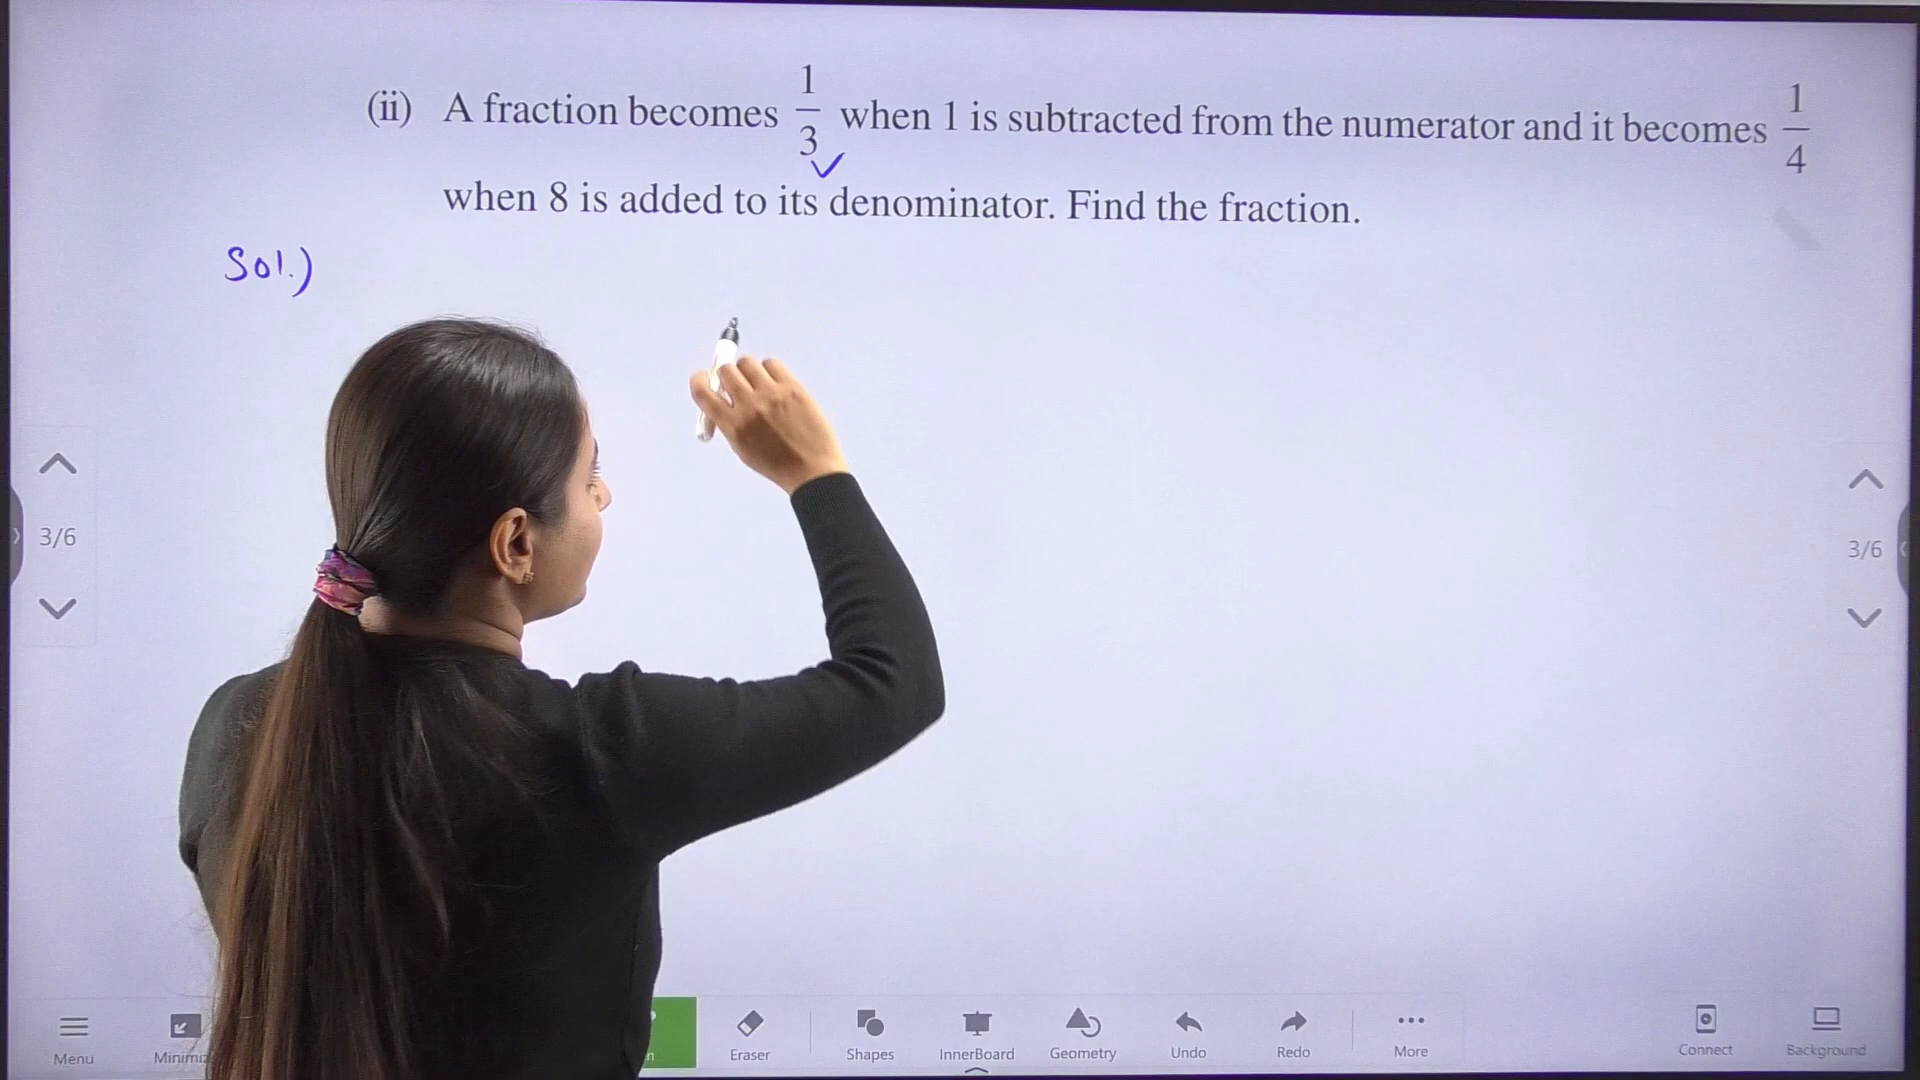 (ii) A fraction becomes 1/3 when 1 is subtracted from the numerator and it becomes 1/4
when 8 is added to its denominator. Find the fraction.
Sol.)
3/6
3/6
Menu
Eraser
Shapes
InnerBoard
Geometry
Undo
Redo
More
Connect
Background